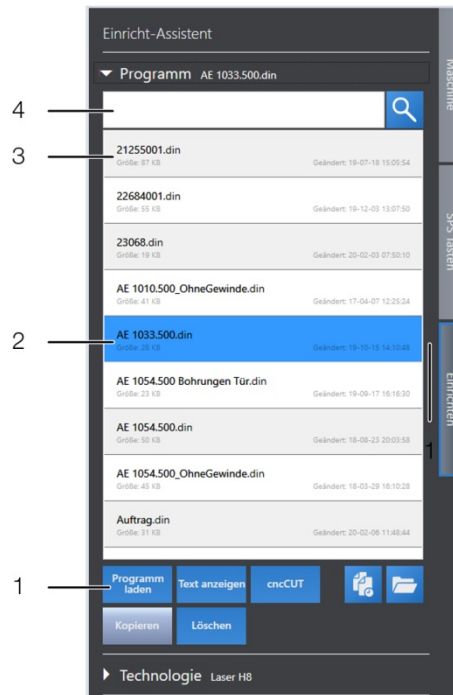 Einricht-Assistent
Programm AE 1033.500.din
4
3
21255001.din
Größe: 87 KB Geändert: 19-07-18 15:05:54
22684001.din
Größe: 55 KB Geändert: 19-12-03 13:07:50
23068.din
Größe: 19 KB Geändert: 20-02-03 07:50:10
AE 1010.500_OhneGewinde.din
Größe: 41 KB Geändert: 17-04-07 12:25:24
2
AE 1033.500.din
Größe: 28 KB Geändert: 19-10-15 14:10:48
AE 1054.500 Bohrungen Tür.din
Größe: 23 KB Geändert: 19-09-17 16:16:30
AE 1054.500.din
Größe: 50 KB Geändert: 18-08-23 20:03:58
AE 1054.500_OhneGewinde.din
Größe: 45 KB Geändert: 18-03-29 16:10:28
Auftrag.din
Größe: 31 KB Geändert: 20-02-06 11:48:44
1
Programm laden
Text anzeigen
cncCUT
Kopieren
Löschen
Technologie Laser H8
Maschine
SPS Tasten
Einrichten
1